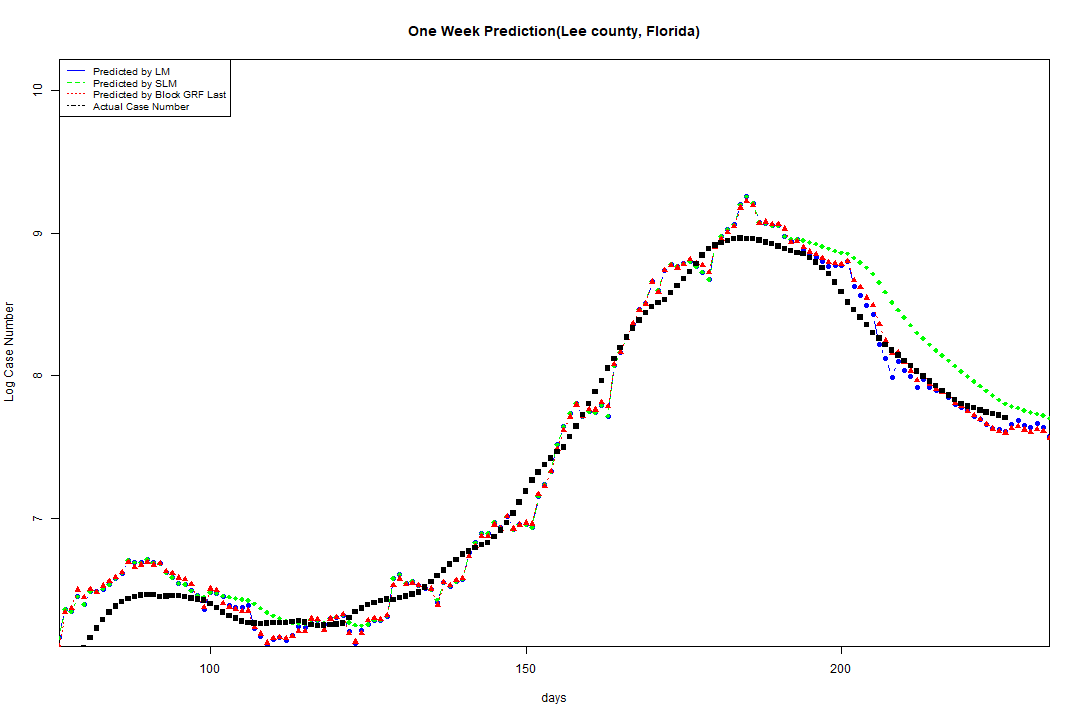 One Week Prediction(Lee county, Florida)
Predicted by LM
Predicted by SLM
Predicted by Block GRF Last
Actual Case Number
10
9
8
7
Log Case Number
100
150
200
days